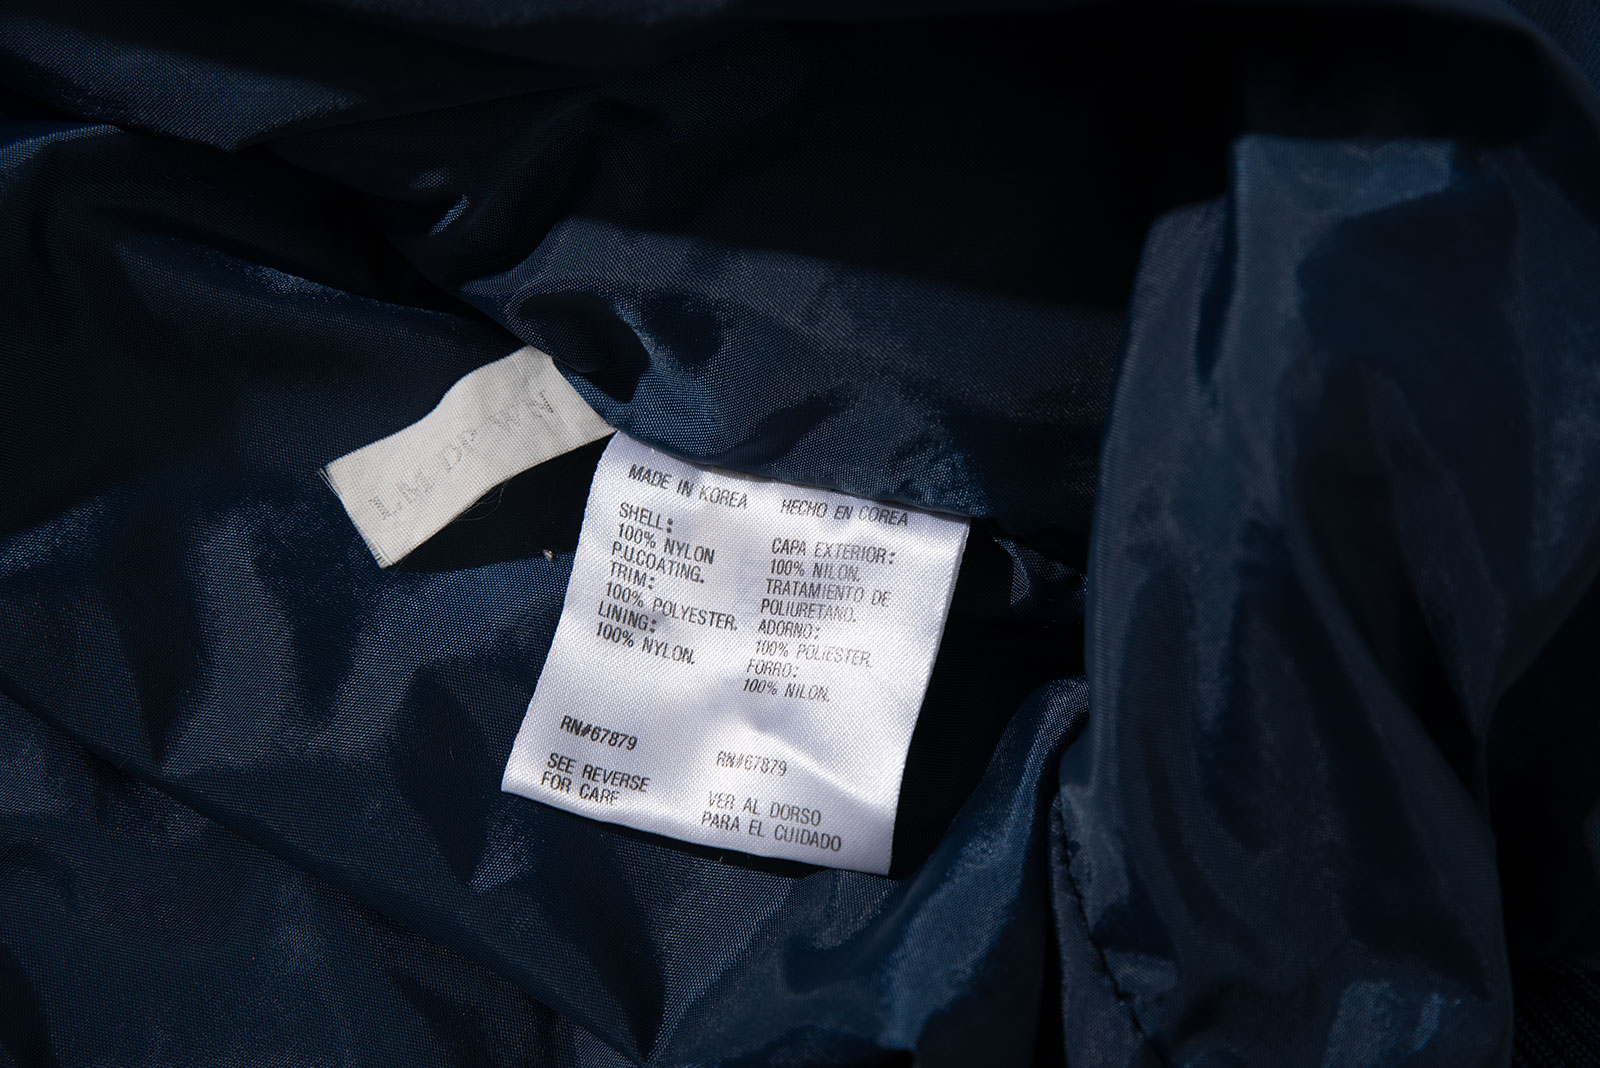 MADE IN KOREA
SHELL:
100% NYLON
P.U.COATING.
TRIM:
100% POLYESTER.
LINING:
100% NYLON.
RN#67879
SEE REVERSE
FOR CARE
HECHO EN COREA
CAPA EXTERIOR:
100% NILON.
TRATAMIENTO DE
POLIURETANO.
ADORNO:
100% POLIESTER.
FORRO:
100% NILON.
RN#67879
VER AL DORSO
PARA EL CUIDADO